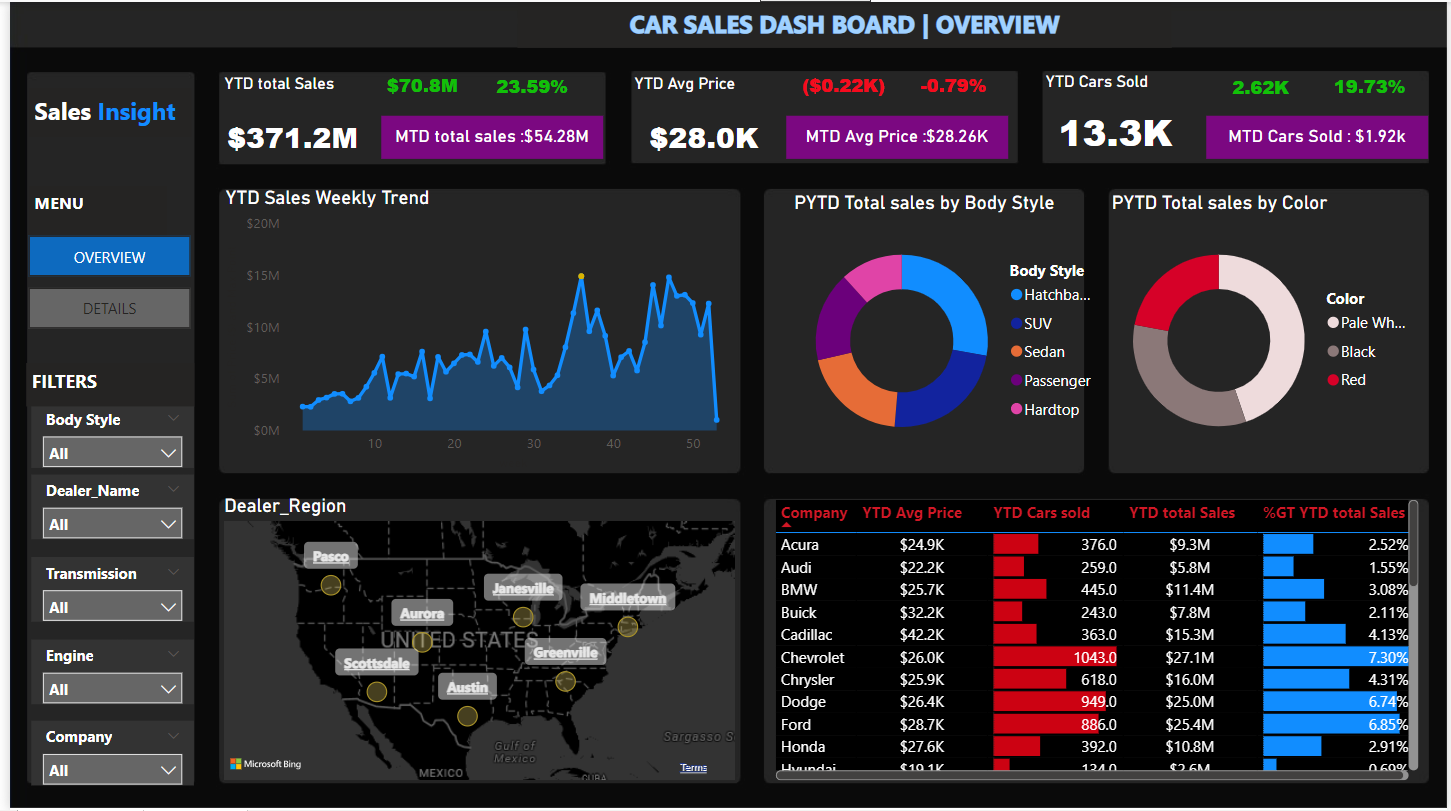 CAR SALES DASH BOARD | OVERVIEW
Sales Insight
MENU
OVERVIEW
DETAILS
FILTERS
Body Style
All
Dealer_Name
All
Transmission
All
Engine
All
Company
All
YTD total Sales $70.8M 23.59%
$371.2M MTD total sales :$54.28M
YTD Avg Price ($0.22K) -0.79%
$28.0K MTD Avg Price :$28.26K
YTD Cars Sold 2.62K 19.73%
13.3K MTD Cars Sold : $1.92k
YTD Sales Weekly Trend
$20M
$15M
$10M
$5M
$0M
10 20 30 40 50
PYTD Total sales by Body Style
Body Style
Hatchba...
SUV
Sedan
Passenger
Hardtop
PYTD Total sales by Color
Color
Pale Wh...
Black
Red
Dealer_Region
Pasco
Janesville
Middletown
Aurora
UNITED STATES
Greenville
Scottsdale
Austin
Sargasso S
Gulf of
Mexico
Microsoft Bing
MEXICO
CUBA
Terms
Company YTD Avg Price YTD Cars sold YTD total Sales %GT YTD total Sales
Acura $24.9K 376.0 $9.3M 2.52%
Audi $22.2K 259.0 $5.8M 1.55%
BMW $25.7K 445.0 $11.4M 3.08%
Buick $32.2K 243.0 $7.8M 2.11%
Cadillac $42.2K 363.0 $15.3M 4.13%
Chevrolet $26.0K 1043.0 $27.1M 7.30%
Chrysler $25.9K 618.0 $16.0M 4.31%
Dodge $26.4K 949.0 $25.0M 6.74%
Ford $28.7K 886.0 $25.4M 6.85%
Honda $27.6K 392.0 $10.8M 2.91%
Hyundai $19.1K 134.0 $2.6M 0.69%